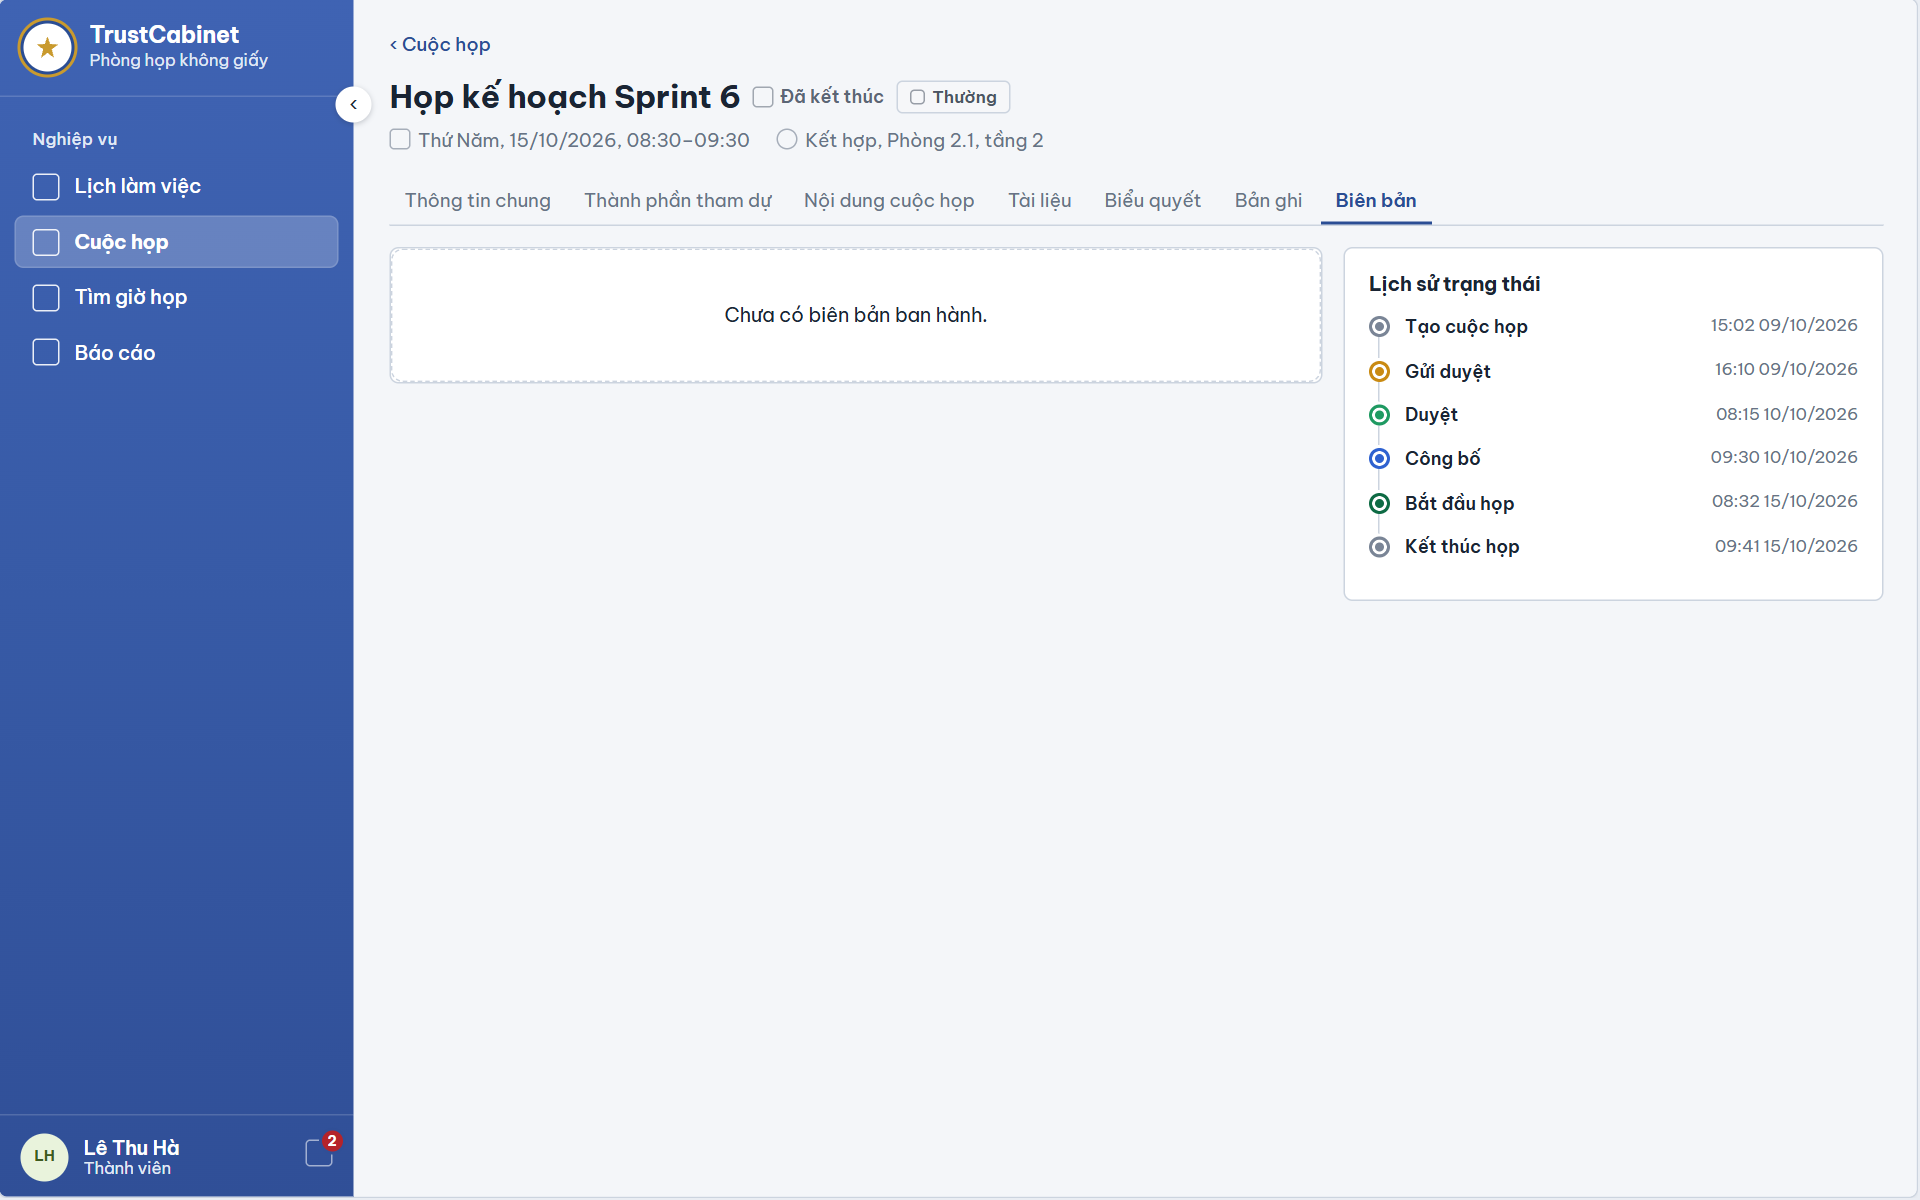 TrustCabinet
Phòng họp không giấy
Nghiệp vụ
Lịch làm việc
Cuộc họp
Tìm giờ họp
Báo cáo
LH
Lê Thu Hà
Thành viên
2
‹ Cuộc họp
Họp kế hoạch Sprint 6 Đã kết thúc Thường
Thứ Năm, 15/10/2026, 08:30–09:30 Kết hợp, Phòng 2.1, tầng 2
Thông tin chung Thành phần tham dự Nội dung cuộc họp Tài liệu Biểu quyết Bản ghi Biên bản
Chưa có biên bản ban hành.
Lịch sử trạng thái
Tạo cuộc họp 15:02 09/10/2026
Gửi duyệt 16:10 09/10/2026
Duyệt 08:15 10/10/2026
Công bố 09:30 10/10/2026
Bắt đầu họp 08:32 15/10/2026
Kết thúc họp 09:41 15/10/2026